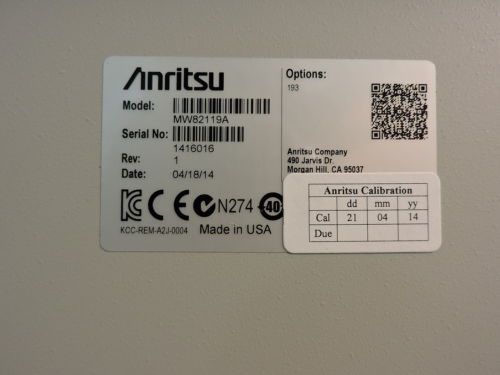 Anritsu
Model:
MW82119A
Serial No:
1416016
Rev: 1
Date: 04/18/14
N274 40
KCC-REM-A2J-0004 Made in USA
Options:
193
Anritsu Company
490 Jarvis Dr.
Morgan Hill, CA 95037
Anritsu Calibration
dd mm yy
Cal 21 04 14
Due